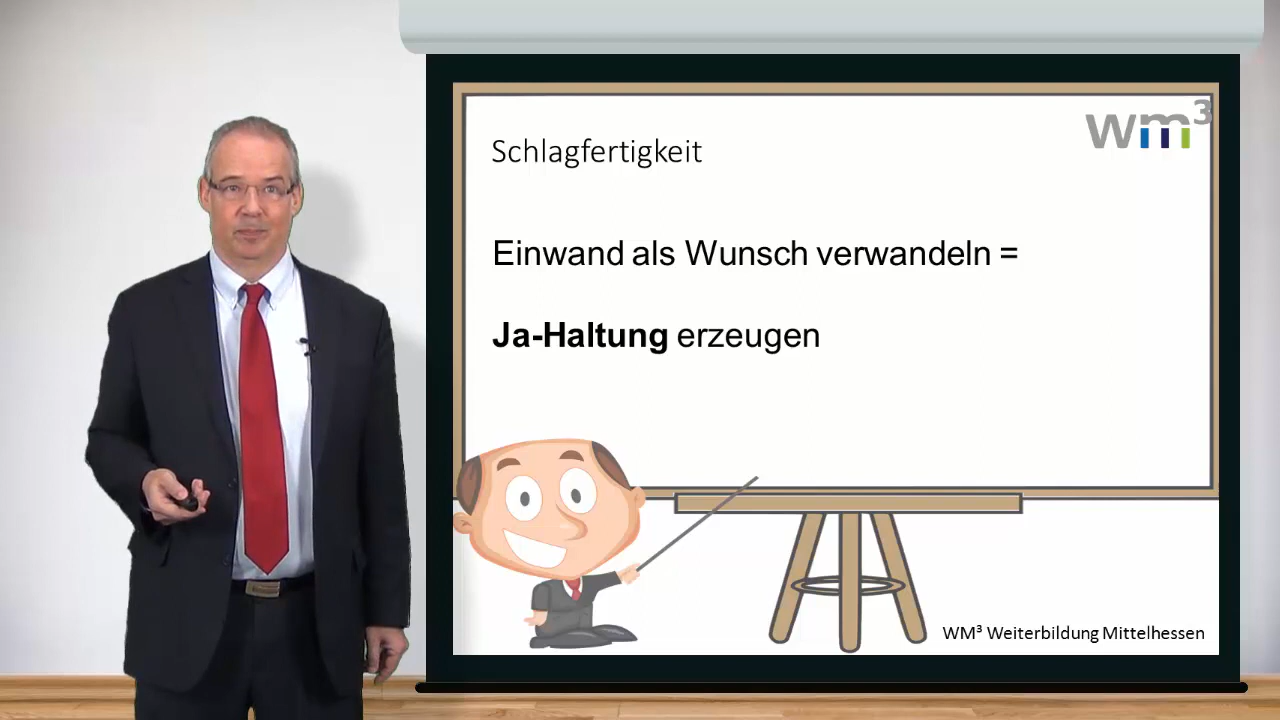 wm³
Schlagfertigkeit
Einwand als Wunsch verwandeln =
Ja-Haltung erzeugen
WM³ Weiterbildung Mittelhessen